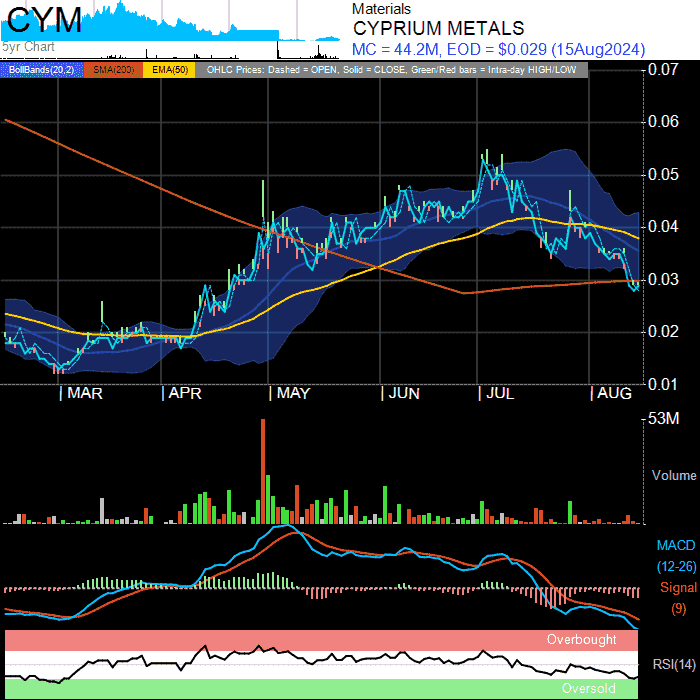 CYM
Materials
CYPRIUM METALS
5yr Chart
MC = 44.2M, EOD = $0.029 (15Aug2024)
BollBands(20,2) SMA(200) EMA(50) OHLC Prices: Dashed = OPEN, Solid = CLOSE, Green/Red bars = Intra-day HIGH/LOW
0.07
0.06
0.05
0.04
0.03
0.02
0.01
MAR APR MAY JUN JUL AUG
53M
Volume
MACD
(12-26)
Signal
(9)
Overbought
RSI(14)
Oversold